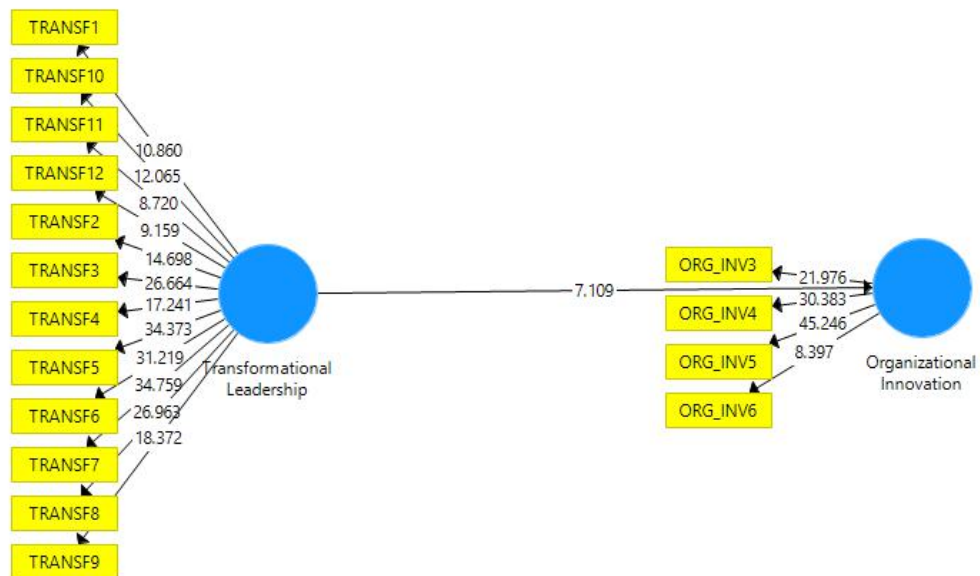 TRANSF1
TRANSF10
TRANSF11
TRANSF12
TRANSF2
TRANSF3
TRANSF4
TRANSF5
TRANSF6
TRANSF7
TRANSF8
TRANSF9
10.860
12.065
8.720
9.159
14.698
26.664
17.241
34.373
31.219
34.759
26.963
18.372
Transformational
Leadership
7.109
ORG_INV3
ORG_INV4
ORG_INV5
ORG_INV6
21.976
30.383
45.246
8.397
Organizational
Innovation